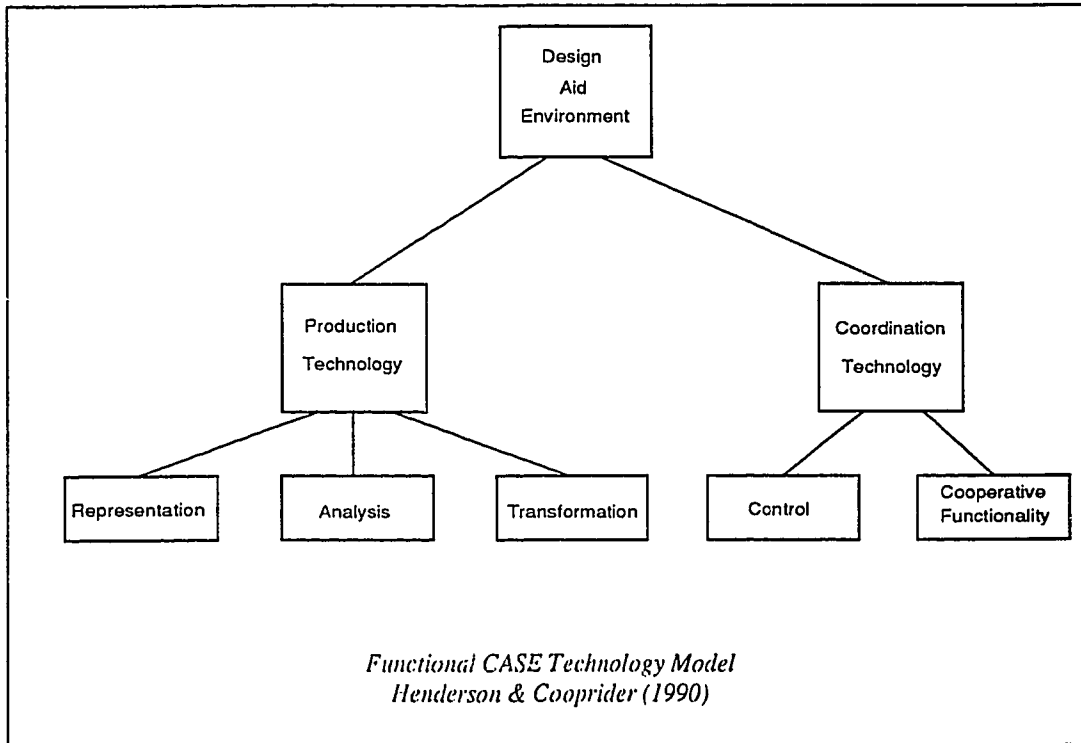 Design
Aid
Environment
Production
Technology
Coordination
Technology
Representation
Analysis
Transformation
Control
Cooperative
Functionality
Functional CASE Technology Model
Henderson & Cooprider (1990)